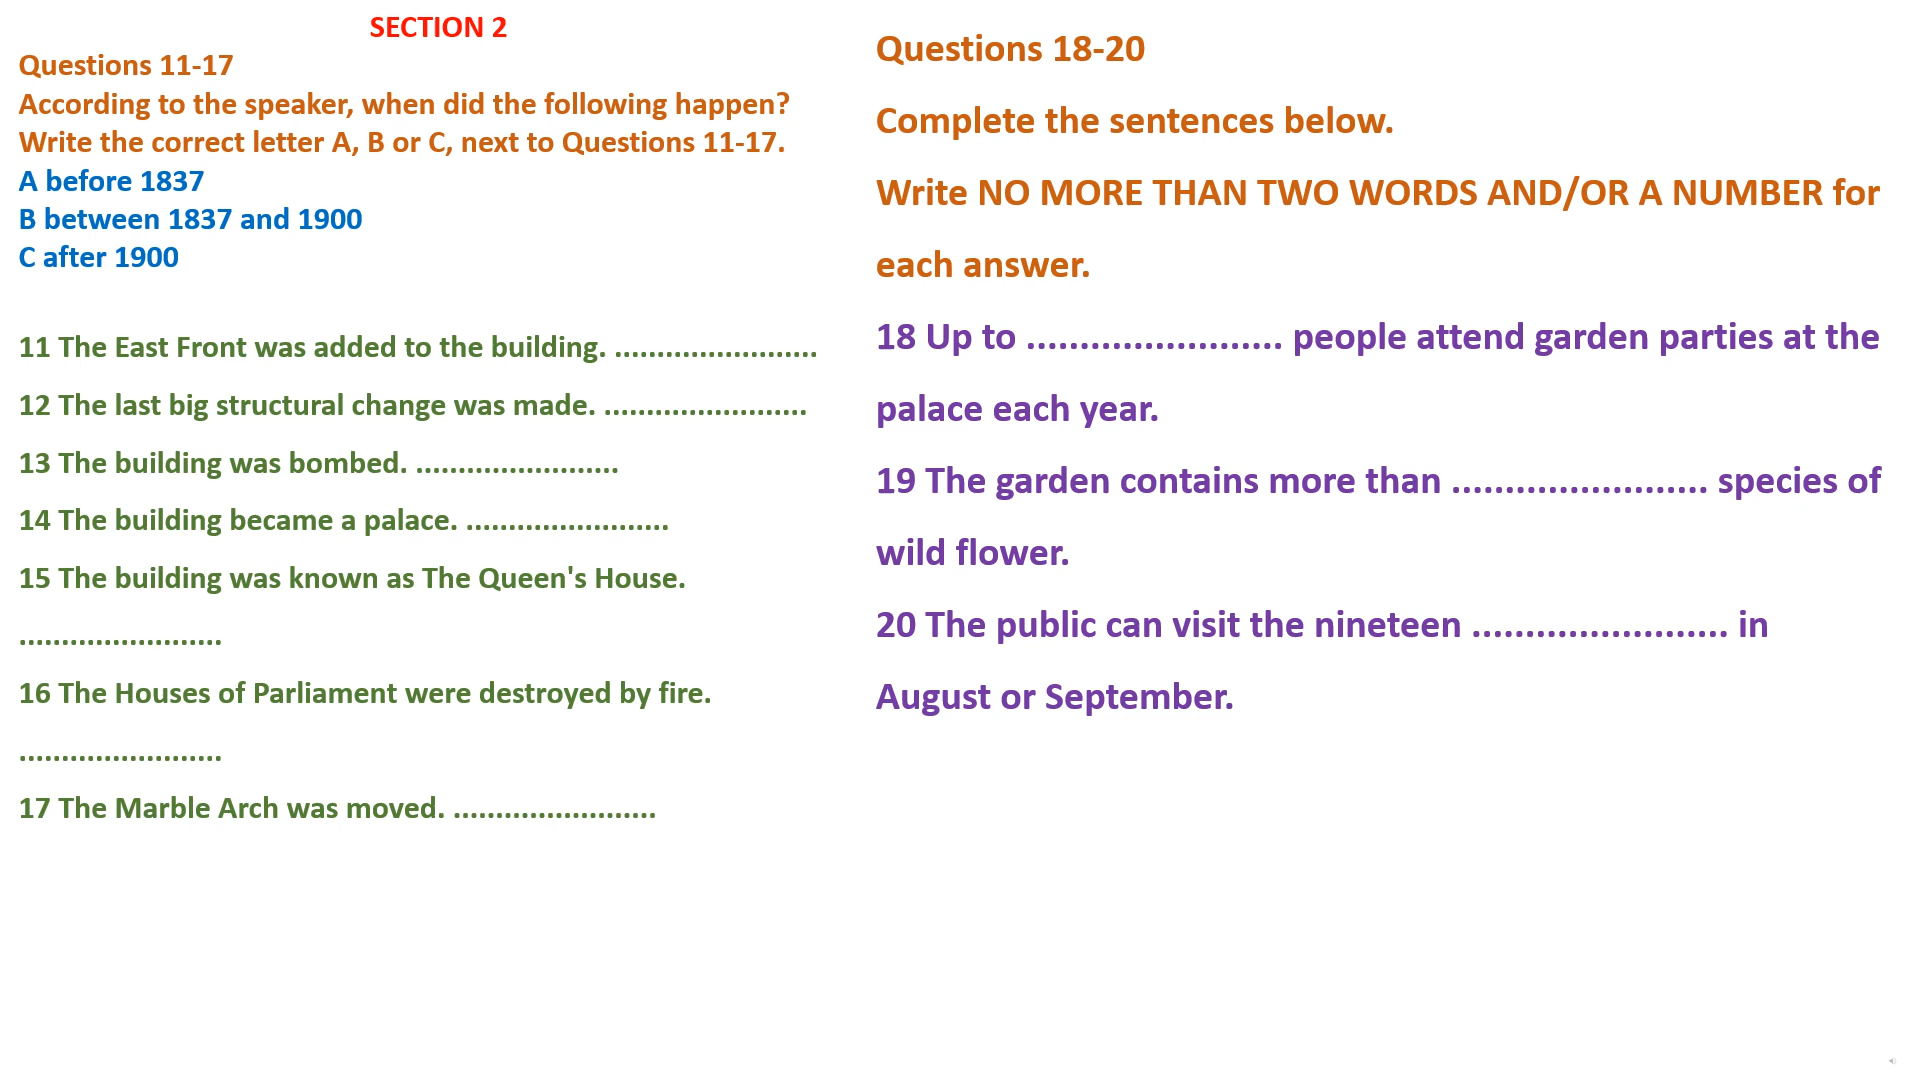 SECTION 2
Questions 11-17
According to the speaker, when did the following happen?
Write the correct letter A, B or C, next to Questions 11-17.
A before 1837
B between 1837 and 1900
C after 1900
11 The East Front was added to the building. ........................
12 The last big structural change was made. ........................
13 The building was bombed. ........................
14 The building became a palace. ........................
15 The building was known as The Queen's House.
........................
16 The Houses of Parliament were destroyed by fire.
........................
17 The Marble Arch was moved. ........................
Questions 18-20
Complete the sentences below.
Write NO MORE THAN TWO WORDS AND/OR A NUMBER for
each answer.
18 Up to ........................ people attend garden parties at the
palace each year.
19 The garden contains more than ........................ species of
wild flower.
20 The public can visit the nineteen ........................ in
August or September.